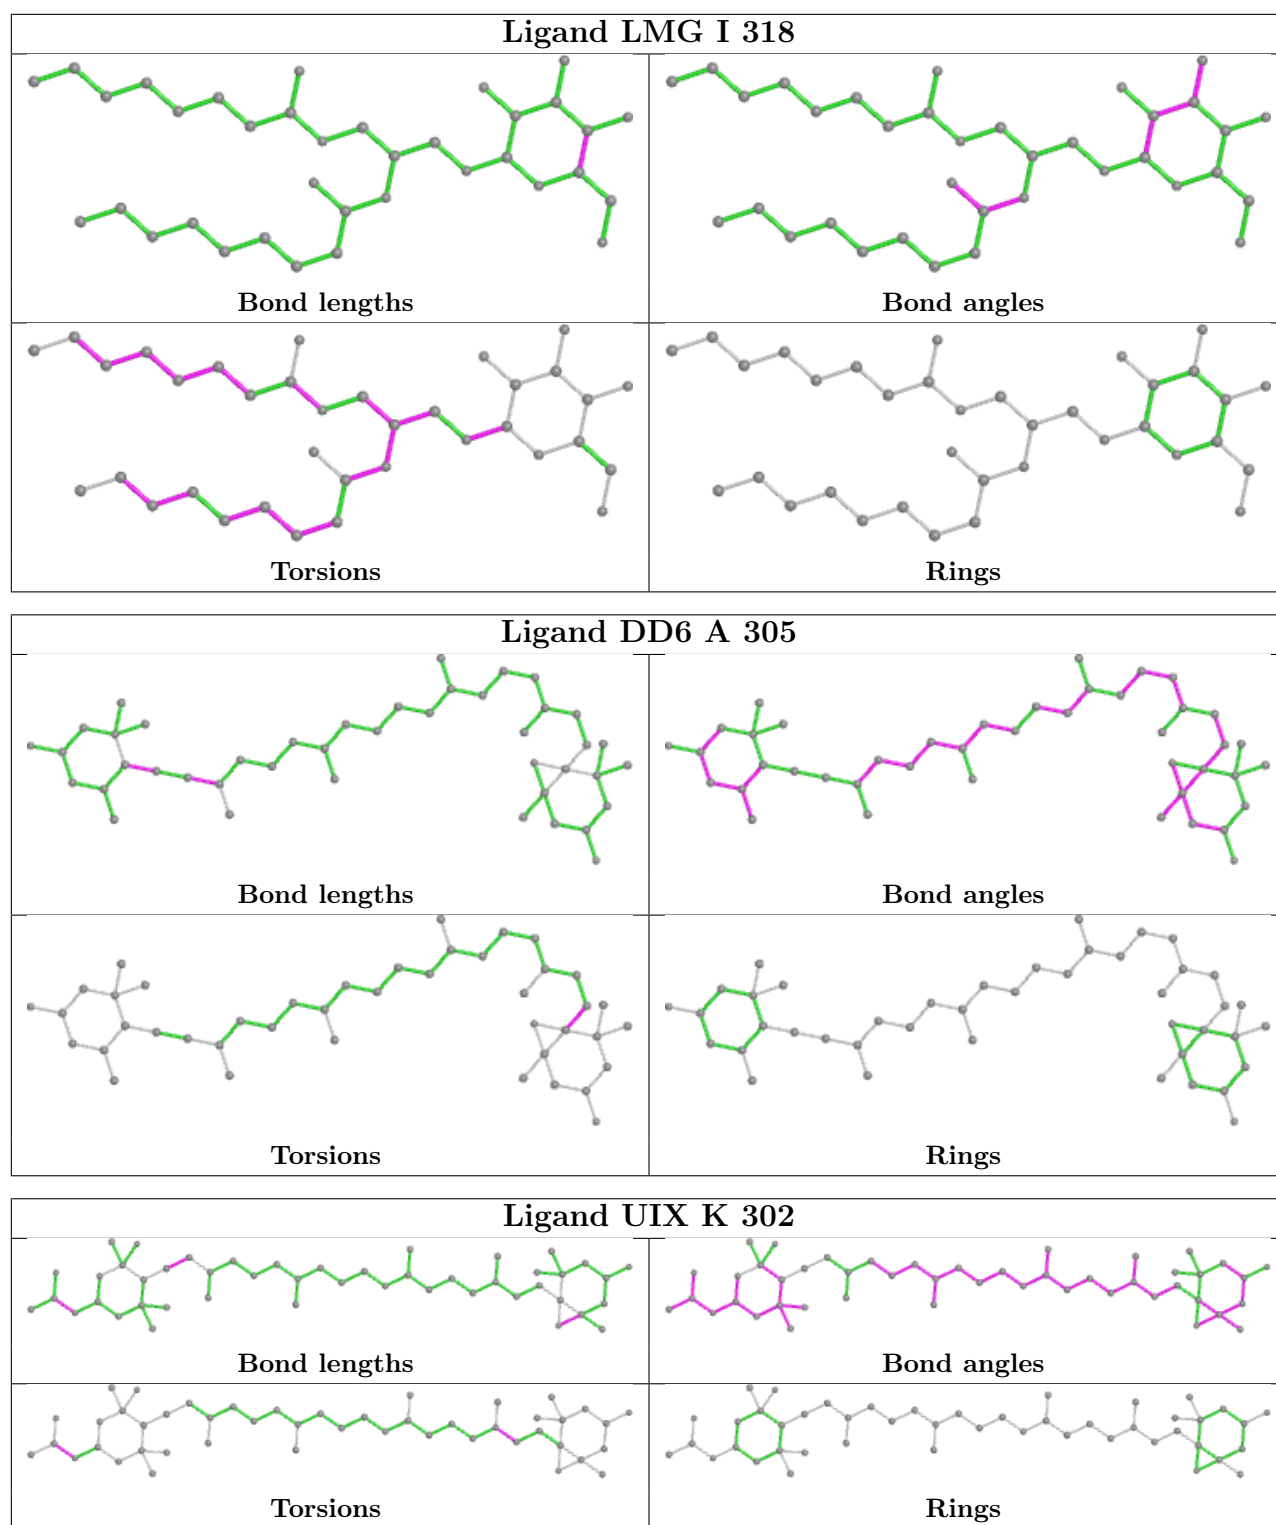 Ligand LMG I 318
Bond lengths
Bond angles
Torsions
Rings
Ligand DD6 A 305
Bond lengths
Bond angles
Torsions
Rings
Ligand UIX K 302
Bond lengths
Bond angles
Torsions
Rings